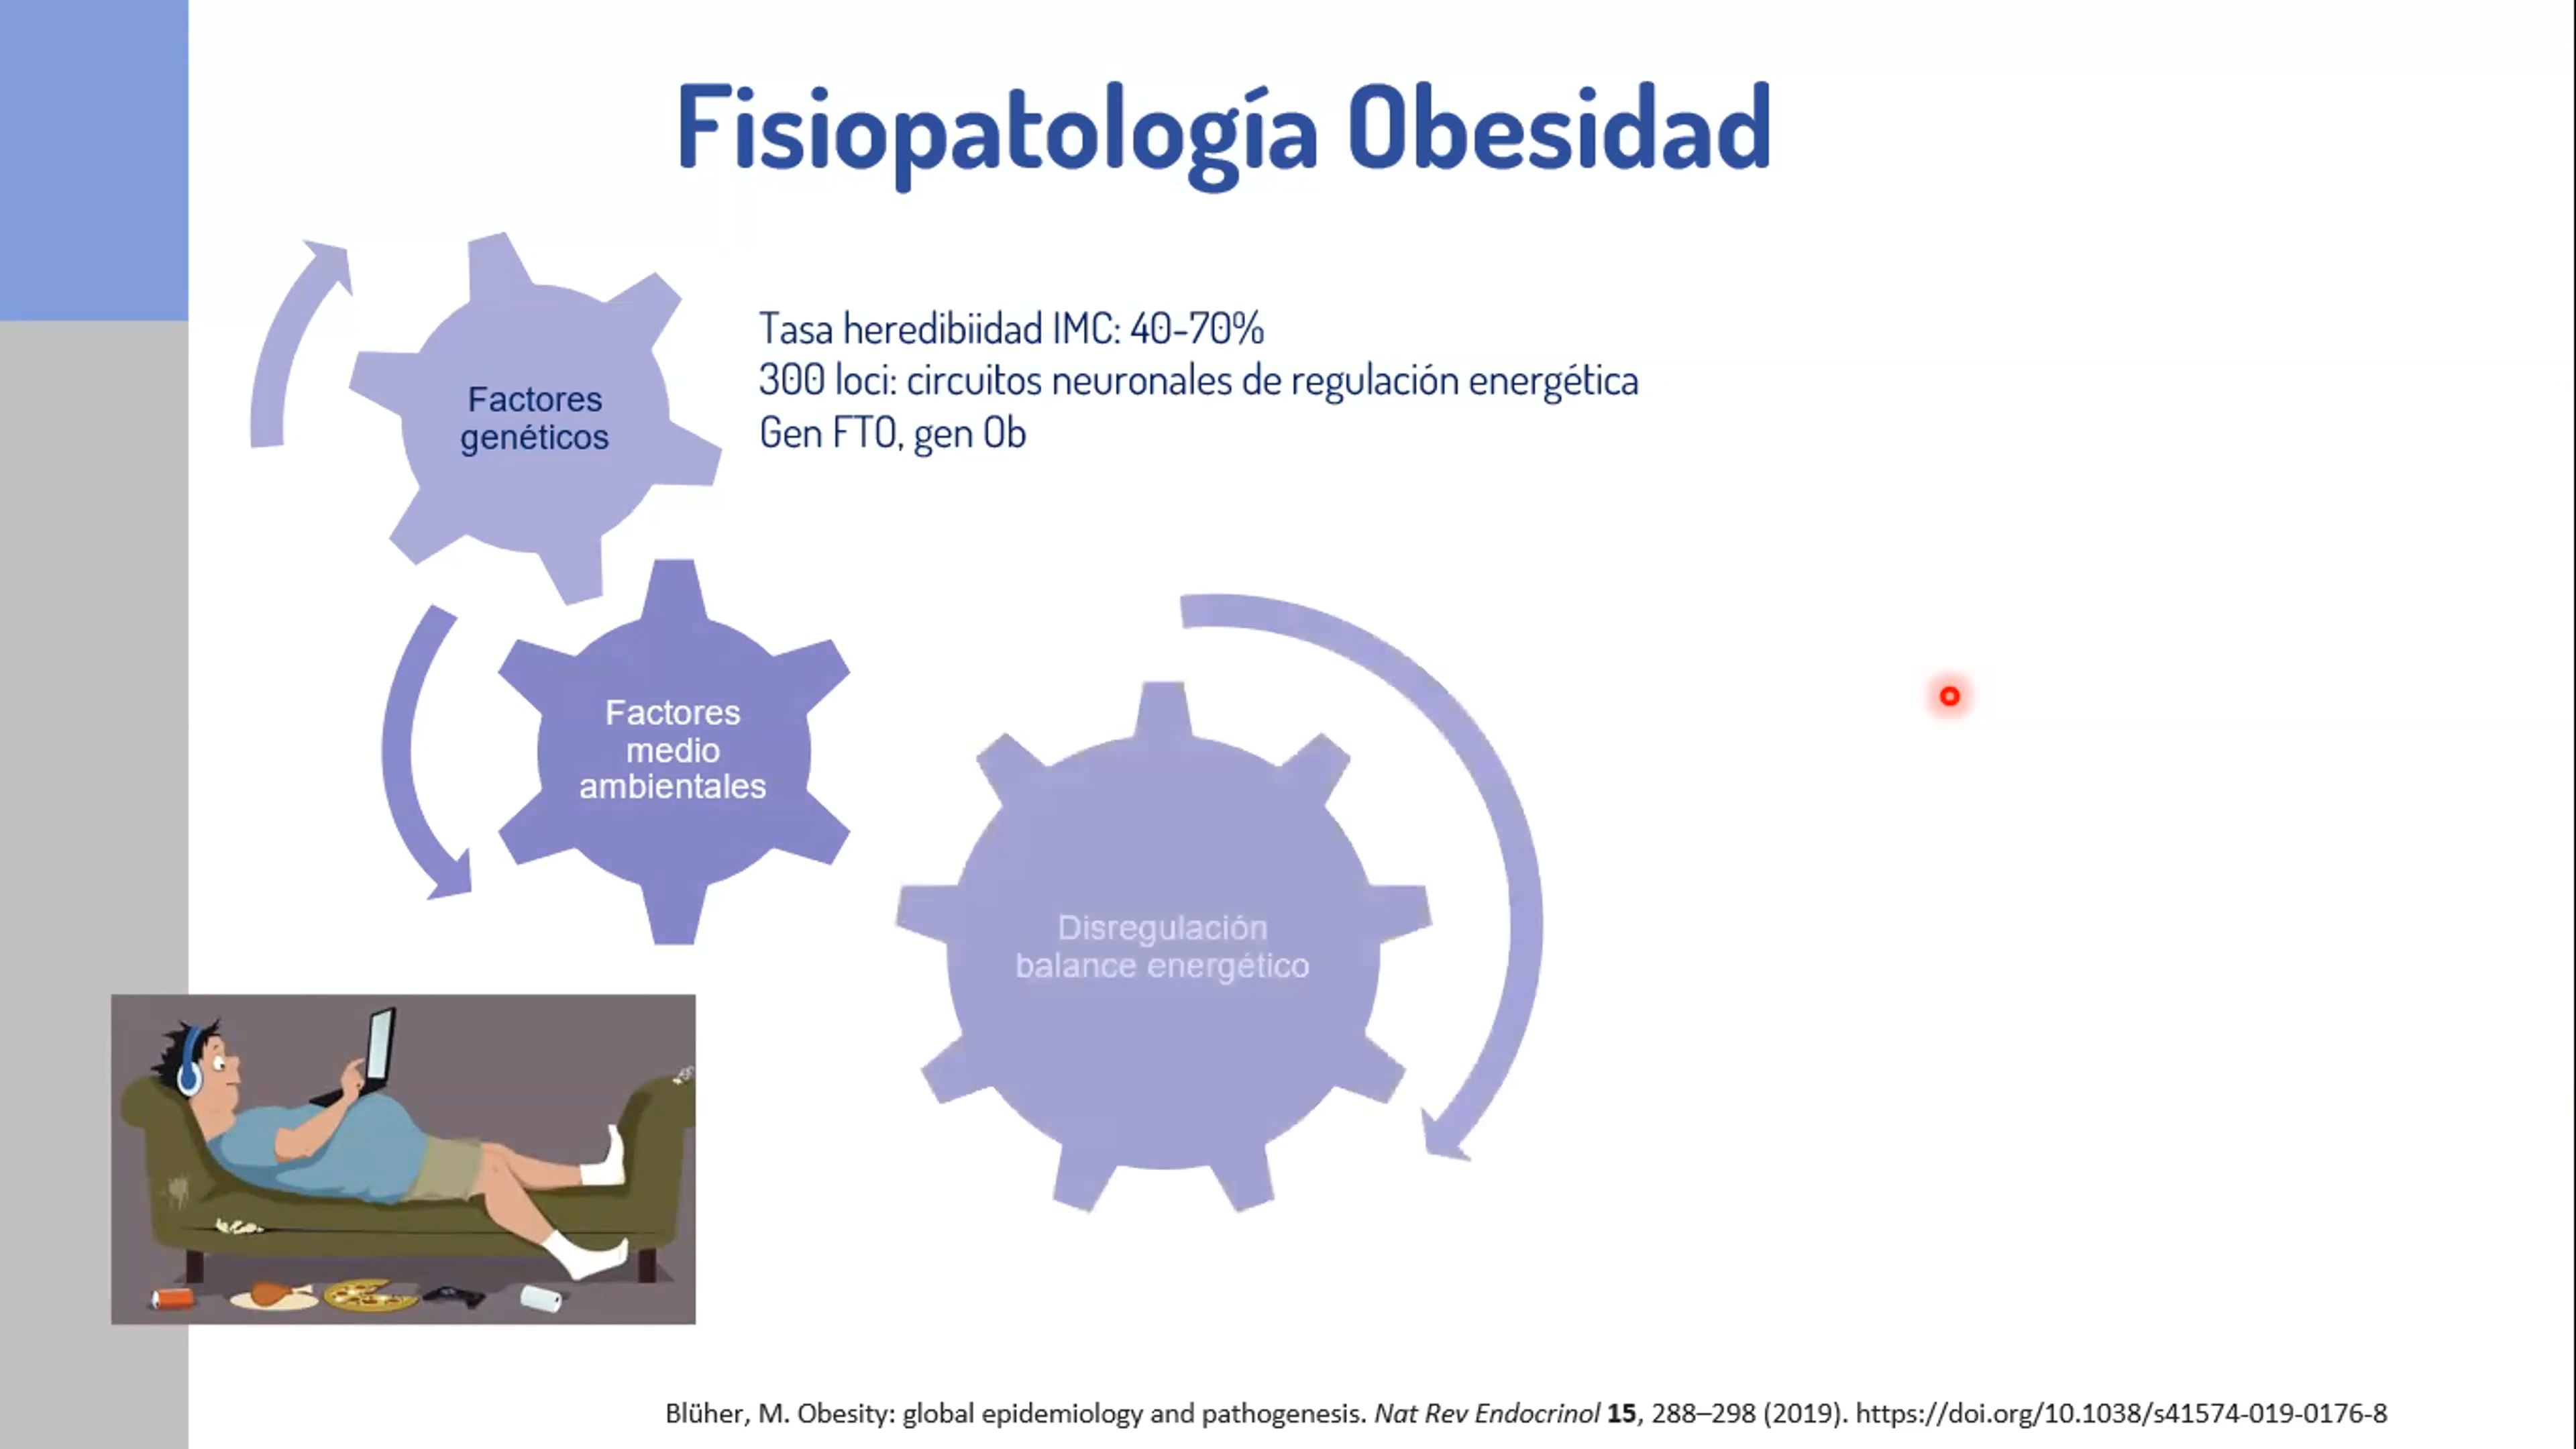 Fisiopatología Obesidad
Tasa heredibiidad IMC: 40-70%
300 loci: circuitos neuronales de regulación energética
Gen FTO, gen Ob
Factores
genéticos
Factores
medio
ambientales
Disregulación
balance energético
Blüher, M. Obesity: global epidemiology and pathogenesis. Nat Rev Endocrinol 15, 288–298 (2019). https://doi.org/10.1038/s41574-019-0176-8